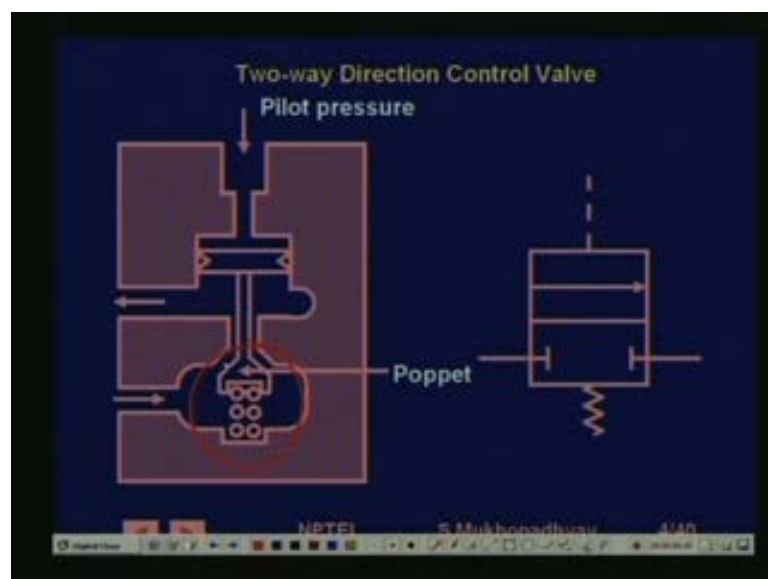 Two-way Direction Control Valve
Pilot pressure
Poppet
NPTEL S.Mukhopadhyay 4/40